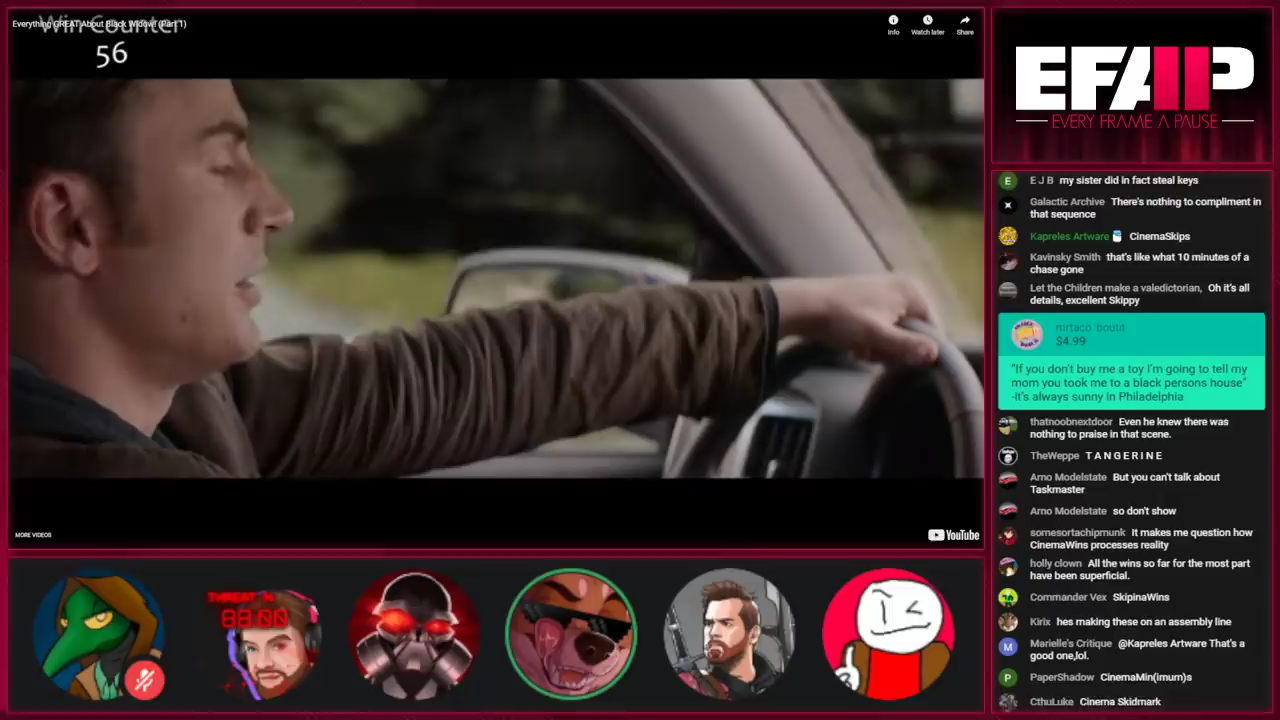 Everything GREAT About Black Widow! (Part 1)
Win Counter
56
Info
Watch later
Share
MORE VIDEOS
YouTube
THREAT IN
88:00
EFAP
EVERY FRAME A PAUSE
E J B my sister did in fact steal keys
Galactic Archive There's nothing to compliment in
that sequence
Kapreles Artware CinemaSkips
Kavinsky Smith that's like what 10 minutes of a
chase gone
Let the Children make a valedictorian, Oh it's all
details, excellent Skippy
mrtaco 'boutit
$4.99
“If you don't buy me a toy I'm going to tell my
mom you took me to a black persons house”
-it's always sunny in Philadelphia
thatnoobnextdoor Even he knew there was
nothing to praise in that scene.
TheWeppe T A N G E R I N E
Arno Modelstate But you can't talk about
Taskmaster
Arno Modelstate so don't show
somesortachipmunk It makes me question how
CinemaWins processes reality
holly clown All the wins so far for the most part
have been superficial.
Commander Vex SkipinaWins
Kirix hes making these on an assembly line
Marielle's Critique @Kapreles Artware That's a
good one,lol.
PaperShadow CinemaMin(imum)s
CthuLuke Cinema Skidmark